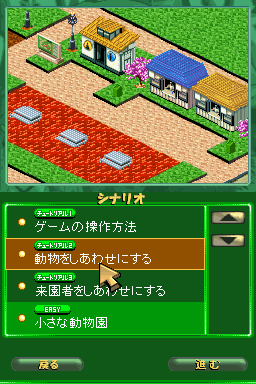 シナリオ
チュートリアル1
ゲームの操作方法
チュートリアル2
動物をしあわせにする
チュートリアル3
来園者をしあわせにする
EASY
小さな動物園
戻る
進む